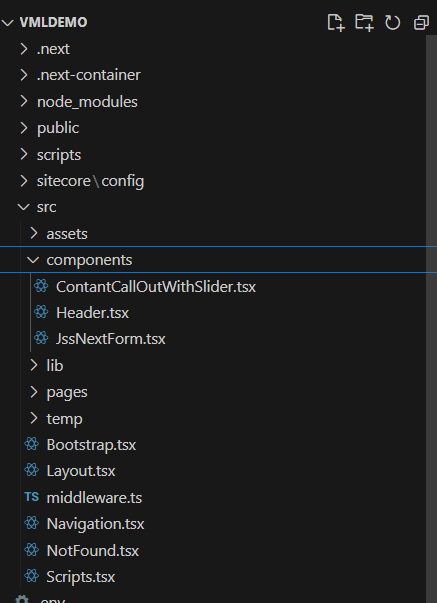 VMLDEMO
.next
.next-container
node_modules
public
scripts
sitecore\config
src
assets
components
ContantCallOutWithSlider.tsx
Header.tsx
JssNextForm.tsx
lib
pages
temp
Bootstrap.tsx
Layout.tsx
TS middleware.ts
Navigation.tsx
NotFound.tsx
Scripts.tsx
.env